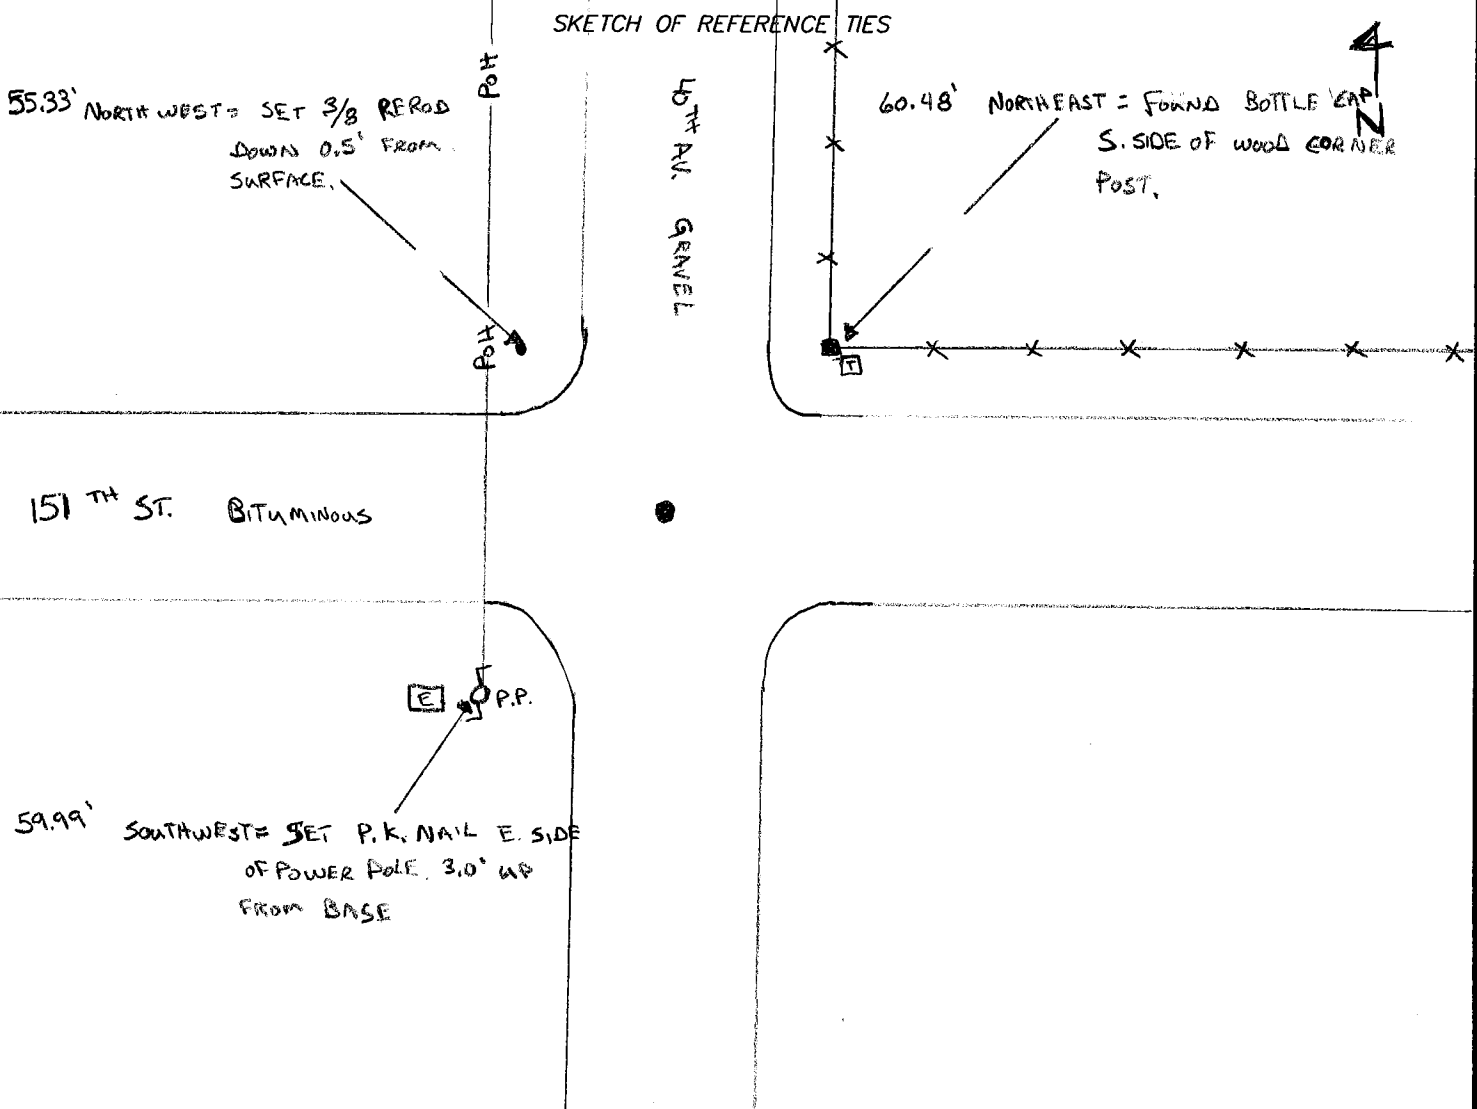 SKETCH OF REFERENCE TIES
55.33' NORTHWEST= SET 3/8 REROD
DOWN 0.5' FROM
SURFACE.
POH
40TH AV. GRAVEL
60.48' NORTHEAST = FOUND BOTTLE CAP
S. SIDE OF WOOD CORNER
POST.
N
POH
T
151 TH ST. BITUMINOUS
E
P.P.
59.99' SOUTHWEST= SET P.K. NAIL E. SIDE
OF POWER POLE. 3.0' UP
FROM BASE